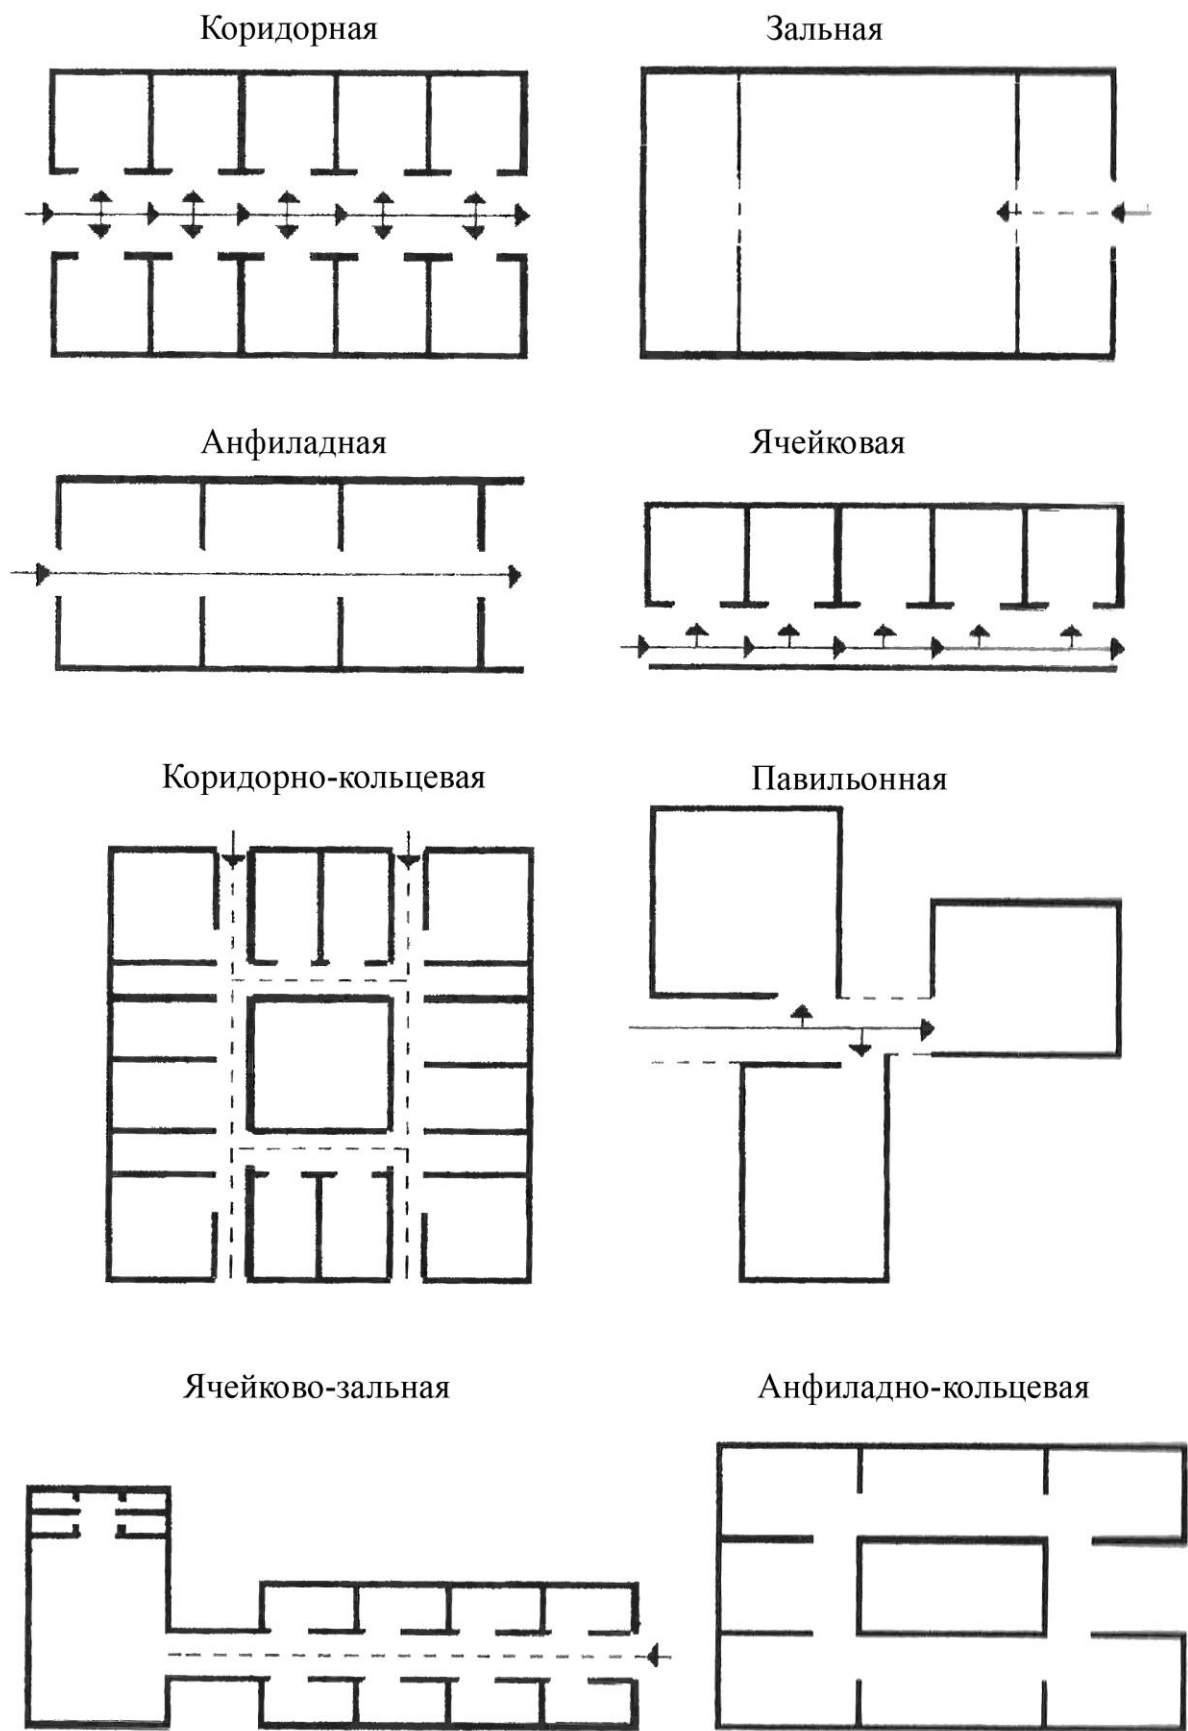 Коридорная
Зальная
Анфиладная
Ячейковая
Коридорно-кольцевая
Павильонная
Ячейково-зальная
Анфиладно-кольцевая